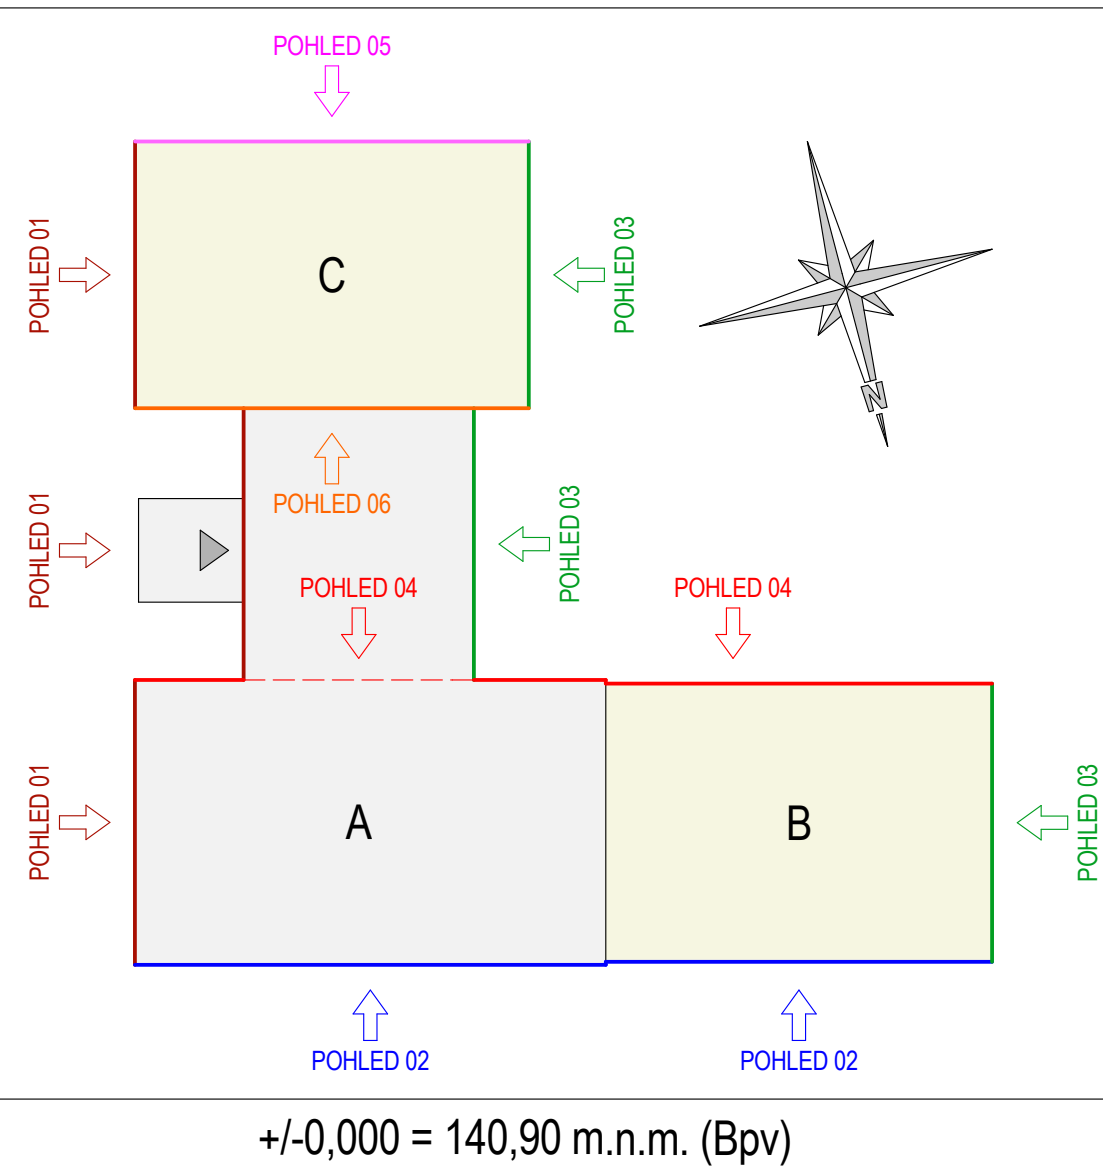 POHLED 05
POHLED 01
C
POHLED 03
N
POHLED 06
POHLED 01
POHLED 03
POHLED 04
POHLED 04
POHLED 01
A
B
POHLED 03
POHLED 02
POHLED 02
+/-0,000 = 140,90 m.n.m. (Bpv)